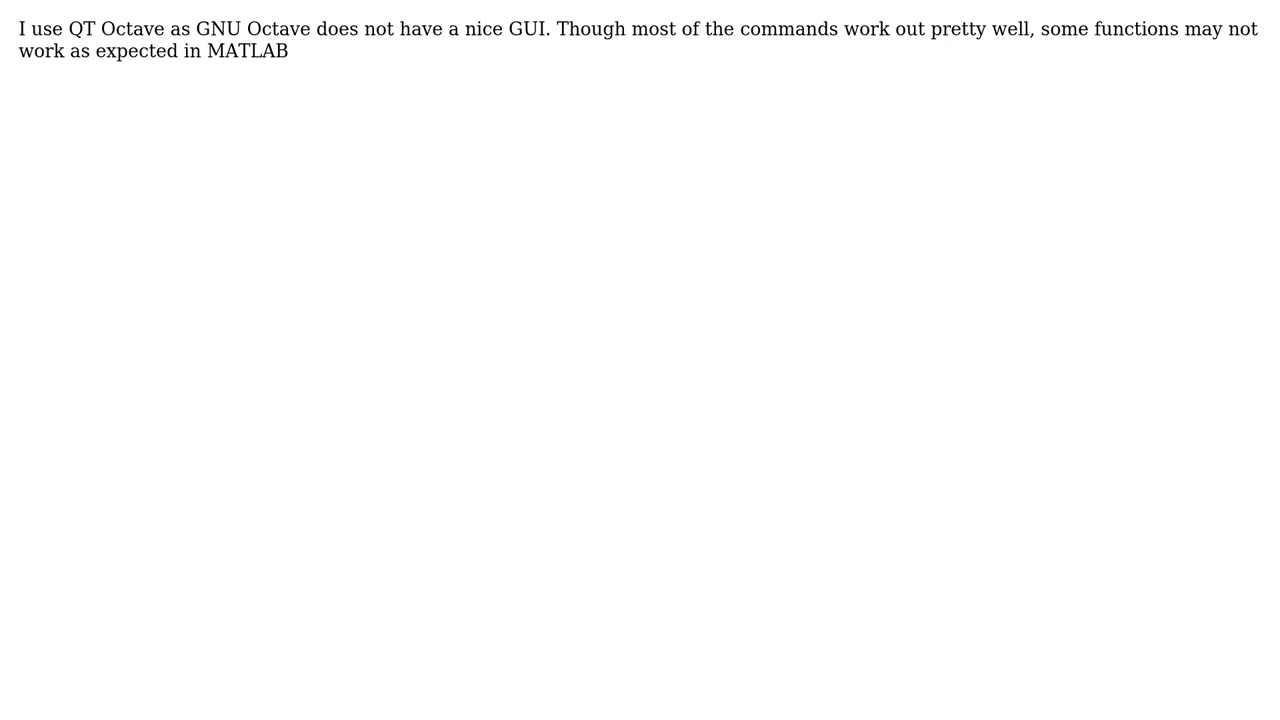 I use QT Octave as GNU Octave does not have a nice GUI. Though most of the commands work out pretty well, some functions may not
work as expected in MATLAB